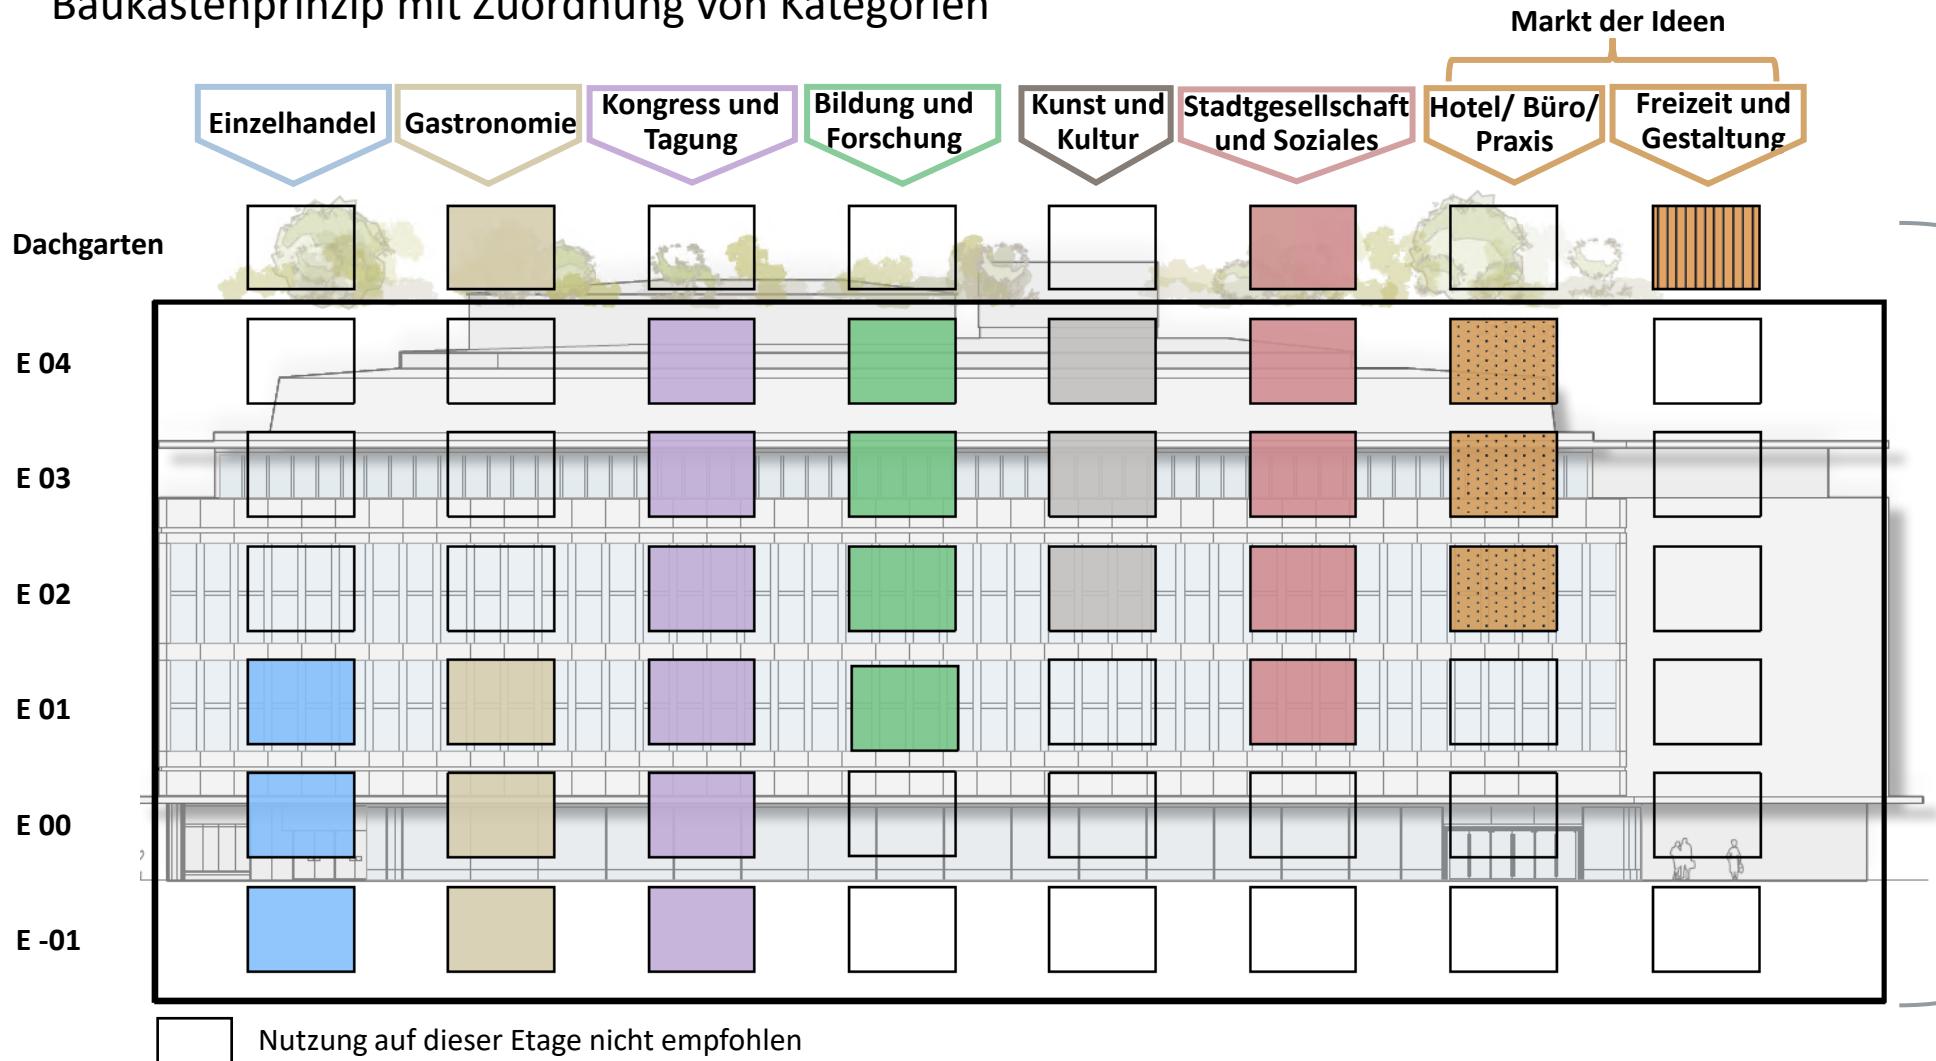 Baukastenprinzip mit Zuordnung von Kategorien
Markt der Ideen
Einzelhandel
Gastronomie
Kongress und
Tagung
Bildung und
Forschung
Kunst und
Kultur
Stadtgesellschaft
und Soziales
Hotel/ Büro/
Praxis
Freizeit und
Gestaltung
Dachgarten
E 04
E 03
E 02
E 01
E 00
E -01
Nutzung auf dieser Etage nicht empfohlen